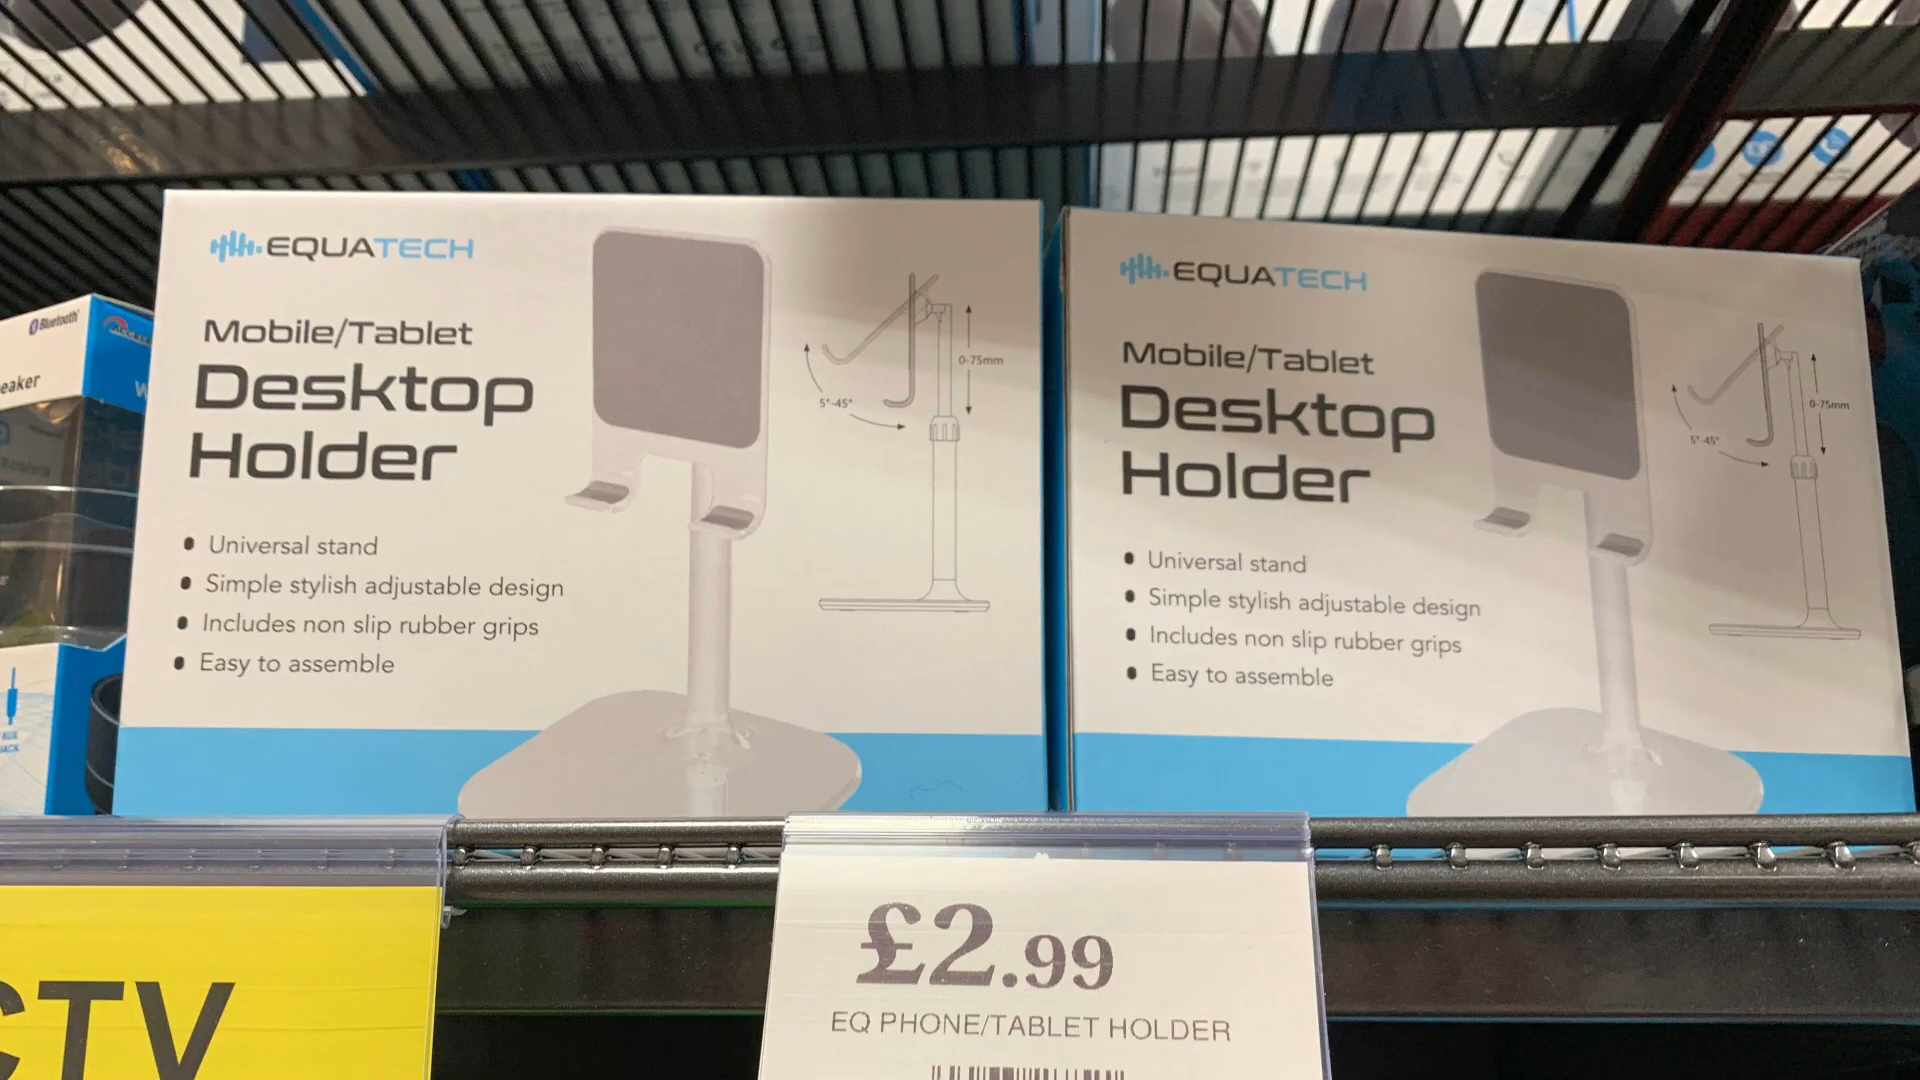 Bluetooth
eaker
AUX
JACK
EQUATECH
Mobile/Tablet
Desktop
Holder
• Universal stand
• Simple stylish adjustable design
• Includes non slip rubber grips
• Easy to assemble
0-75mm
5°-45°
EQUATECH
Mobile/Tablet
Desktop
Holder
• Universal stand
• Simple stylish adjustable design
• Includes non slip rubber grips
• Easy to assemble
0-75mm
5°-45°
CTV
£2.99
EQ PHONE/TABLET HOLDER